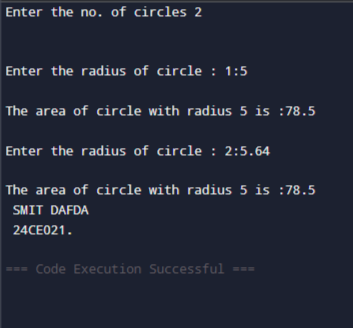 Enter the no. of circles 2
Enter the radius of circle : 1:5
The area of circle with radius 5 is :78.5
Enter the radius of circle : 2:5.64
The area of circle with radius 5 is :78.5
SMIT DAFDA
24CE021.
=== Code Execution Successful ===